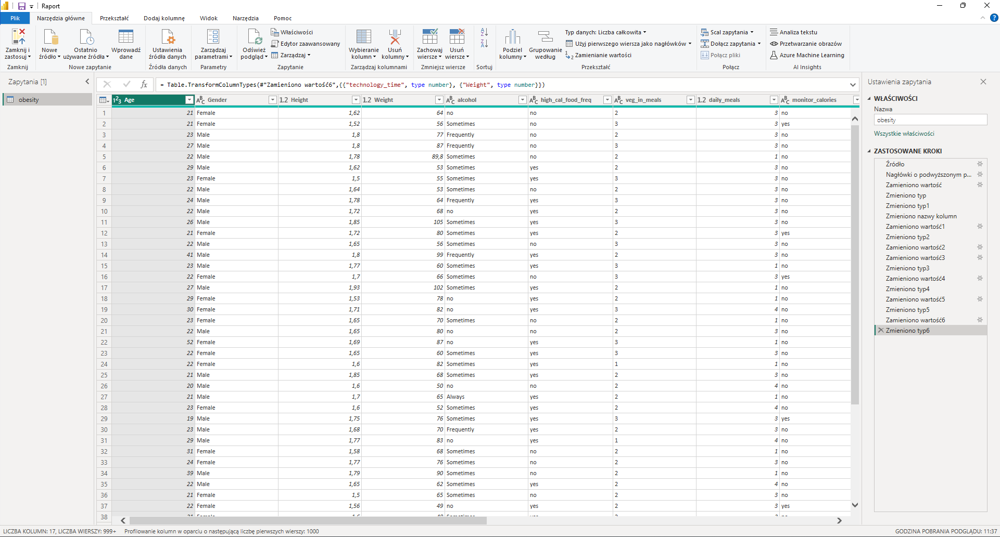 Raport
Plik Narzędzia główne Przekształć Dodaj kolumnę Widok Narzędzia Pomoc
Zamknij i zastosuj
Zamknij
Nowe źródło
Ostatnio używane źródła
Wprowadź dane
Nowe zapytanie
Ustawienia źródła danych
Źródła danych
Zarządzaj parametrami
Parametry
Odśwież podgląd
Właściwości
Edytor zaawansowany
Zarządzaj
Zapytanie
Wybieranie kolumn
Usuń kolumny
Zarządzaj kolumnami
Zachowaj wiersze
Usuń wiersze
Zmniejsz wiersze
Sortuj
Podziel kolumny
Grupowanie według
Typ danych: Liczba całkowita
Użyj pierwszego wiersza jako nagłówków
Zamienianie wartości
Przekształć
Scal zapytania
Dołącz zapytania
Połącz pliki
Połącz
Analiza tekstu
Przetwarzanie obrazów
Azure Machine Learning
AI Insights
Zapytania [1]
obesity
fx = Table.TransformColumnTypes(#"Zamieniono wartość6",{{"technology_time", type number}, {"Weight", type number}})
123 Age ABC Gender 1.2 Height 1.2 Weight ABC alcohol ABC high_cal_food_freq ABC veg_in_meals 1.2 daily_meals ABC monitor_calories
1 21 Female 1,62 64 no no 2 3 no
2 21 Female 1,52 56 Sometimes no 3 3 yes
3 23 Male 1,8 77 Frequently no 2 3 no
4 27 Male 1,8 87 Frequently no 3 3 no
5 22 Male 1,78 89,8 Sometimes no 2 1 no
6 29 Male 1,62 53 Sometimes yes 2 3 no
7 23 Female 1,5 55 Sometimes yes 3 3 no
8 22 Male 1,64 53 Sometimes no 2 3 no
9 24 Male 1,78 64 Frequently yes 3 3 no
10 22 Male 1,72 68 no yes 2 3 no
11 26 Male 1,85 105 Sometimes yes 3 3 no
12 21 Female 1,72 80 Sometimes yes 2 3 yes
13 22 Male 1,65 56 Sometimes no 3 3 no
14 41 Male 1,8 99 Frequently yes 2 3 no
15 23 Male 1,77 60 Sometimes yes 3 1 no
16 22 Female 1,7 66 Sometimes no 3 3 yes
17 27 Male 1,93 102 Sometimes yes 2 1 no
18 29 Female 1,53 78 no yes 2 1 no
19 30 Female 1,71 82 no yes 3 4 no
20 23 Female 1,65 70 Sometimes no 2 1 no
21 22 Male 1,65 80 no no 2 3 no
22 52 Female 1,69 87 no yes 3 1 no
23 22 Female 1,65 60 Sometimes yes 3 3 no
24 22 Female 1,6 82 Sometimes yes 1 1 no
25 21 Male 1,85 68 Sometimes yes 2 3 no
26 20 Male 1,6 50 no no 2 4 no
27 21 Male 1,7 65 Always yes 2 1 no
28 23 Female 1,6 52 Sometimes yes 2 4 no
29 19 Male 1,75 76 Sometimes yes 3 3 yes
30 23 Male 1,68 70 Frequently yes 2 3 no
31 29 Male 1,77 83 no yes 1 4 no
32 31 Female 1,58 68 Sometimes no 2 1 no
33 24 Female 1,77 76 Sometimes no 2 3 no
34 39 Male 1,79 90 Sometimes no 2 1 no
35 22 Male 1,65 62 Sometimes yes 2 4 no
36 21 Female 1,5 65 Sometimes no 2 3 no
37 22 Female 1,56 49 no yes 2 3 yes
38
Ustawienia zapytania
WŁAŚCIWOŚCI
Nazwa
obesity
Wszystkie właściwości
ZASTOSOWANE KROKI
Źródło
Nagłówki o podwyższonym p...
Zamieniono wartość
Zmieniono typ
Zmieniono typ1
Zmieniono nazwy kolumn
Zamieniono wartość1
Zmieniono typ2
Zamieniono wartość2
Zamieniono wartość3
Zmieniono typ3
Zamieniono wartość4
Zmieniono typ4
Zamieniono wartość5
Zmieniono typ5
Zamieniono wartość6
Zmieniono typ6
LICZBA KOLUMN: 17, LICZBA WIERSZY: 999+ Profilowanie kolumn w oparciu o następującą liczbę pierwszych wierszy: 1000 GODZINA POBRANIA PODGLĄDU: 11:37